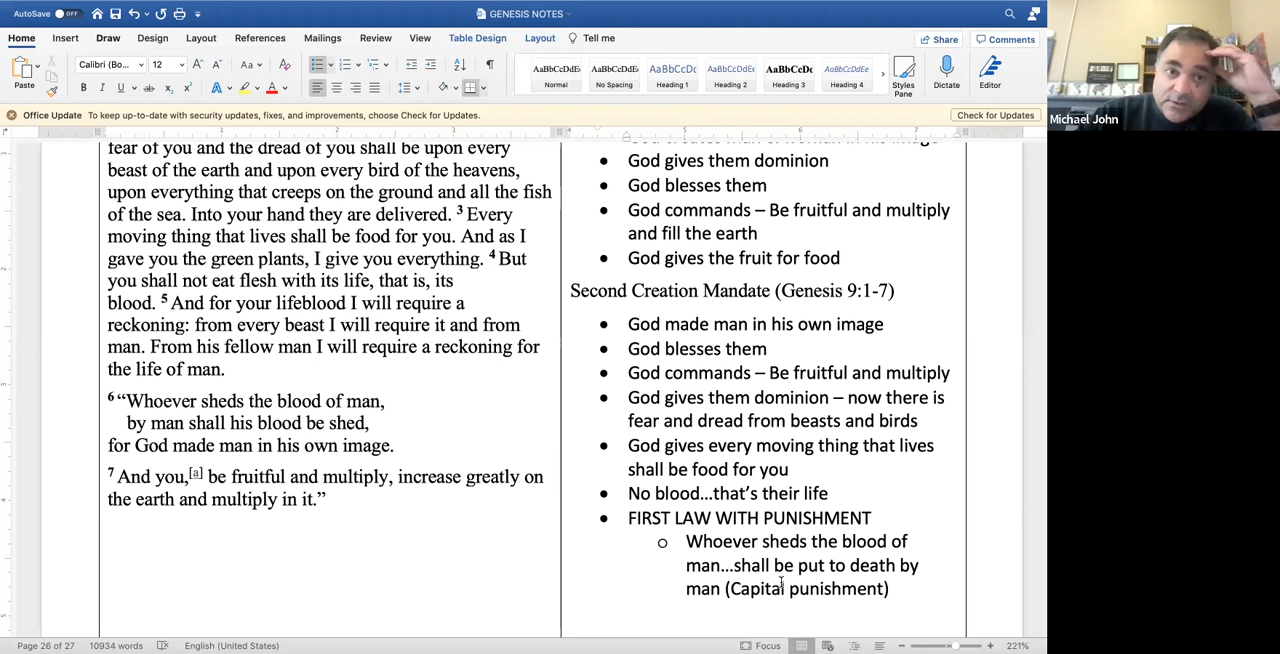 AutoSave OFF
GENESIS NOTES
Home Insert Draw Design Layout References Mailings Review View Table Design Layout Tell me
Share Comments
Paste
Calibri (Bo... 12
AaBbCcDdEe AaBbCcDdEe AaBbCcDc AaBbCcDdEe AaBbCcDc AaBbCcDdEe
Normal No Spacing Heading 1 Heading 2 Heading 3 Heading 4
Styles Pane
Dictate
Editor
Office Update To keep up-to-date with security updates, fixes, and improvements, choose Check for Updates.
Check for Updates
Michael John
fear of you and the dread of you shall be upon every
beast of the earth and upon every bird of the heavens,
upon everything that creeps on the ground and all the fish
of the sea. Into your hand they are delivered. 3 Every
moving thing that lives shall be food for you. And as I
gave you the green plants, I give you everything. 4 But
you shall not eat flesh with its life, that is, its
blood. 5 And for your lifeblood I will require a
reckoning: from every beast I will require it and from
man. From his fellow man I will require a reckoning for
the life of man.
6 “Whoever sheds the blood of man,
by man shall his blood be shed,
for God made man in his own image.
7 And you,[a] be fruitful and multiply, increase greatly on
the earth and multiply in it.”
• God gives them dominion
• God blesses them
• God commands – Be fruitful and multiply
and fill the earth
• God gives the fruit for food
Second Creation Mandate (Genesis 9:1-7)
• God made man in his own image
• God blesses them
• God commands – Be fruitful and multiply
• God gives them dominion – now there is
fear and dread from beasts and birds
• God gives every moving thing that lives
shall be food for you
• No blood…that’s their life
• FIRST LAW WITH PUNISHMENT
o Whoever sheds the blood of
man…shall be put to death by
man (Capital punishment)
Page 26 of 27 10934 words English (United States)
Focus
221%